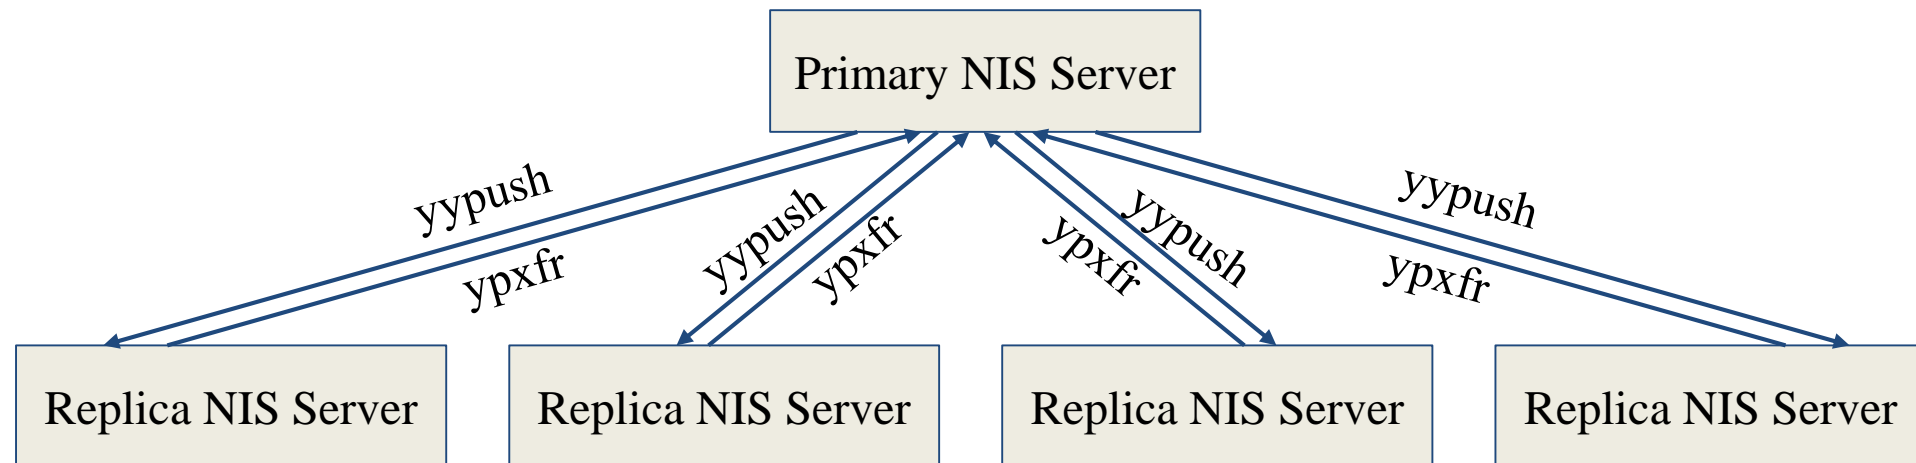 Primary NIS Server
yypush
ypxfr
yypush
ypxfr
ypxfr
yypush
yypush
ypxfr
Replica NIS Server
Replica NIS Server
Replica NIS Server
Replica NIS Server